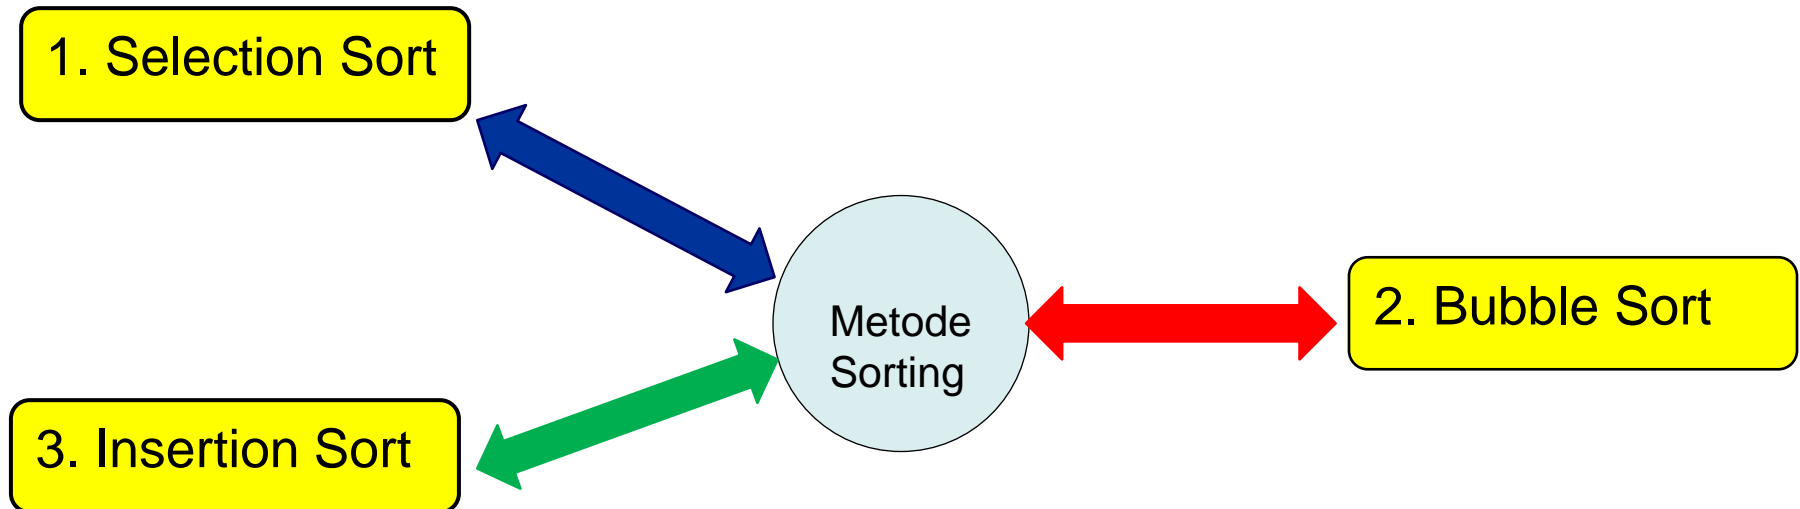 1. Selection Sort
Metode
Sorting
2. Bubble Sort
3. Insertion Sort